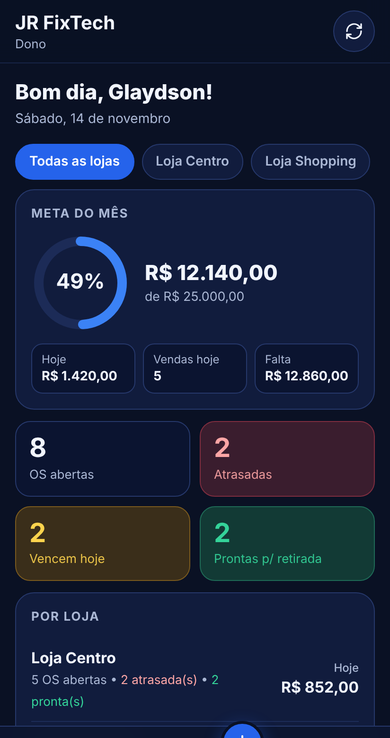 JR FixTech
Dono
Bom dia, Glaydson!
Sábado, 14 de novembro
Todas as lojas
Loja Centro
Loja Shopping
META DO MÊS
49%
R$ 12.140,00
de R$ 25.000,00
Hoje
R$ 1.420,00
Vendas hoje
5
Falta
R$ 12.860,00
8
OS abertas
2
Atrasadas
2
Vencem hoje
2
Prontas p/ retirada
POR LOJA
Loja Centro
5 OS abertas • 2 atrasada(s) • 2
pronta(s)
Hoje
R$ 852,00